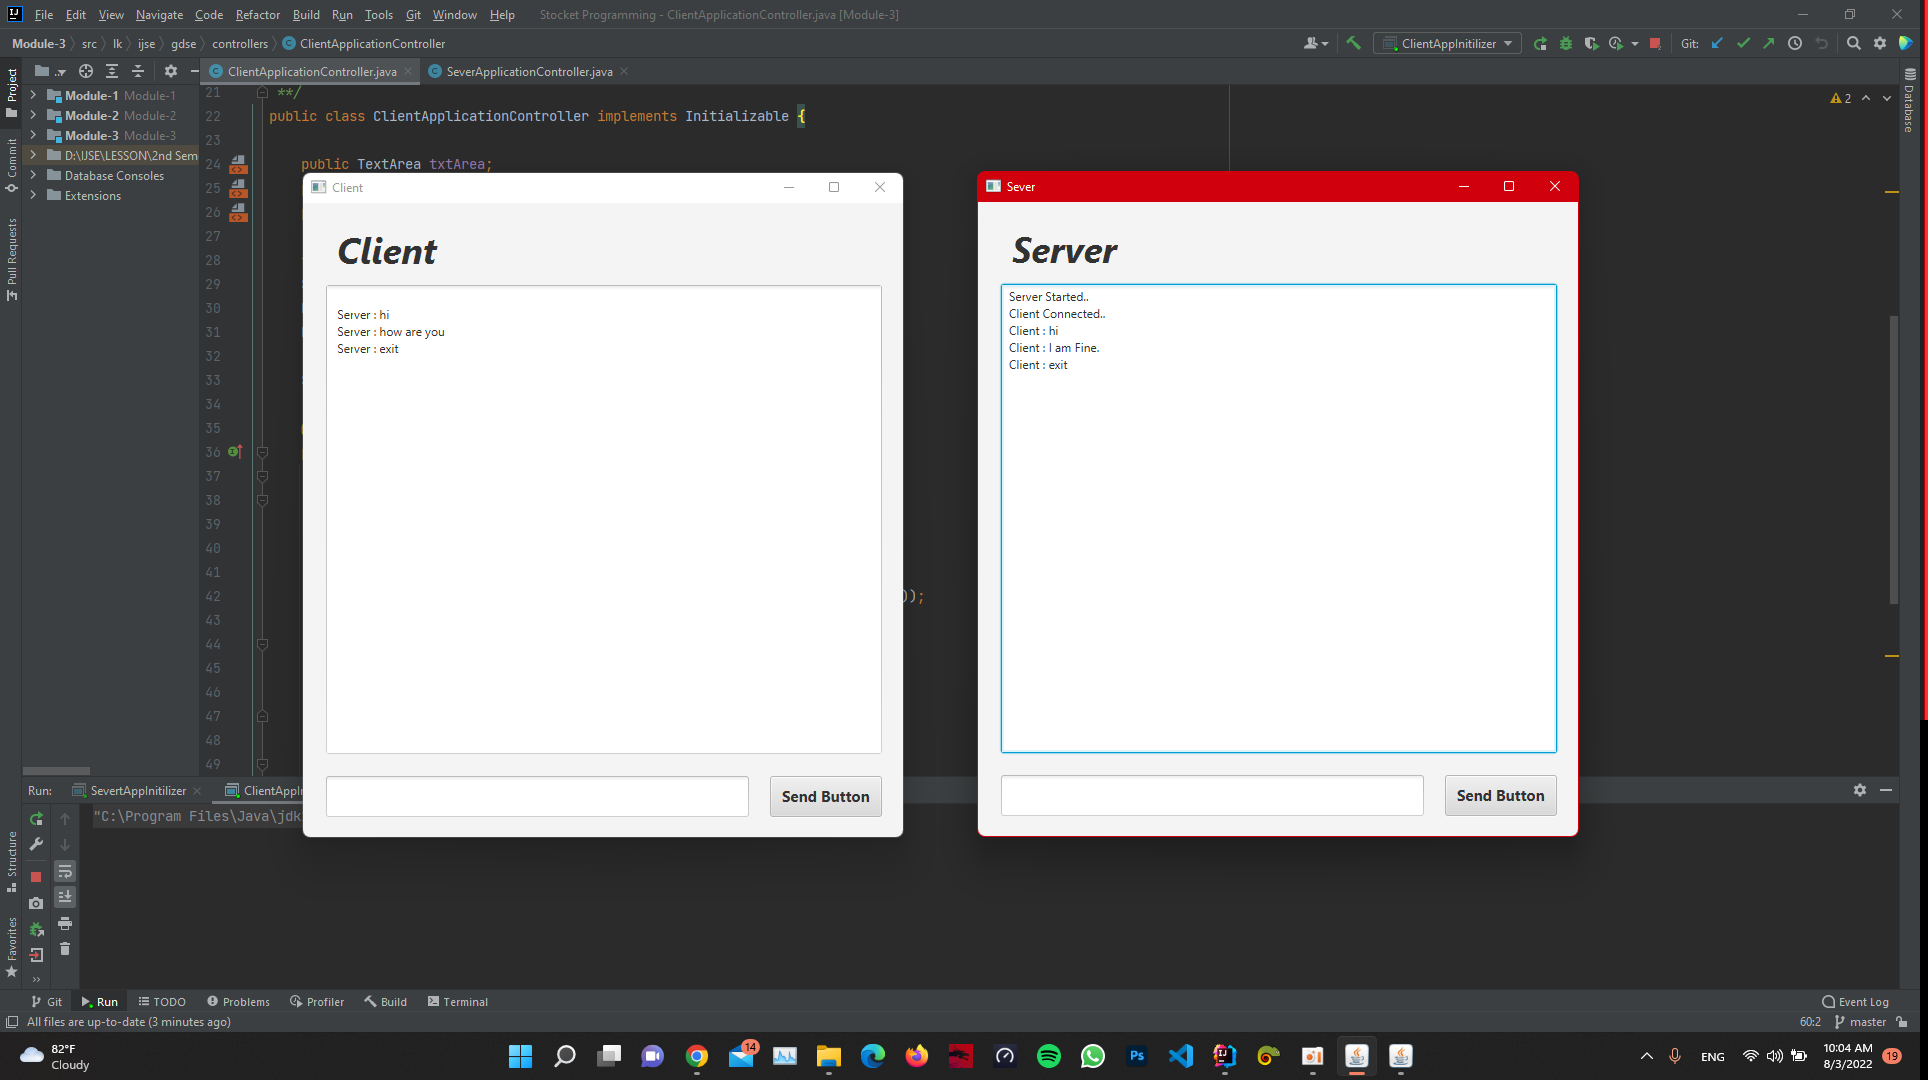 File Edit View Navigate Code Refactor Build Run Tools Git Window Help Stocket Programming - ClientApplicationController.java [Module-3]
Module-3 src lk ijse gdse controllers ClientApplicationController
ClientAppInitilizer Git:
Project
ClientApplicationController.java SeverApplicationController.java
Module-1 Module-1
Module-2 Module-2
Module-3 Module-3
D:\IJSE\LESSON\2nd Sem
Database Consoles
Extensions
Commit
Pull Requests
Structure
Favorites
Database
2
21 **/
22 public class ClientApplicationController implements Initializable {
23
24 public TextArea txtArea;
25
26
27
28
29
30
31
32
33
34
35
36
37
38
39
40
41
42 ));
43
44
45
46
47
48
49
Client
Client
Server : hi
Server : how are you
Server : exit
Send Button
Sever
Server
Server Started..
Client Connected..
Client : hi
Client : I am Fine.
Client : exit
Send Button
Run: SevertAppInitilizer ClientAppIn
"C:\Program Files\Java\jdk
Git Run TODO Problems Profiler Build Terminal Event Log
All files are up-to-date (3 minutes ago) 60:2 master
82°F
Cloudy
14
Ps
ENG
10:04 AM
8/3/2022
19